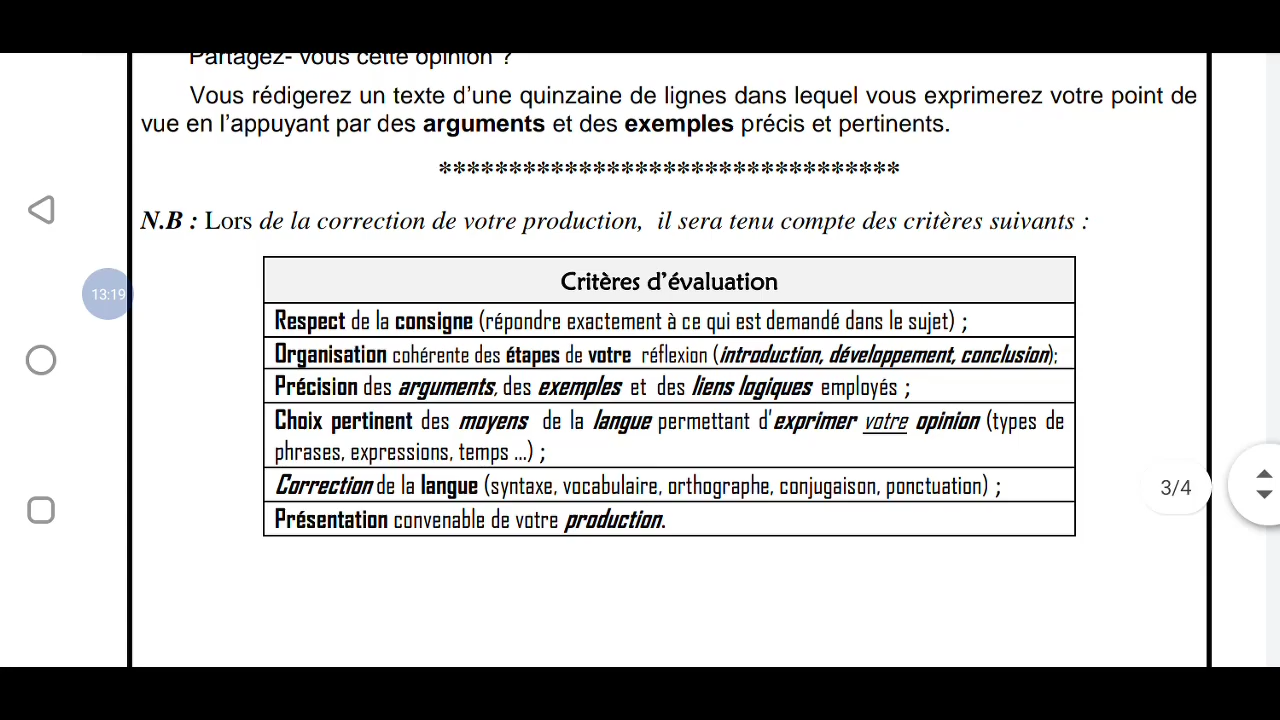 Partagez- vous cette opinion ?
Vous rédigerez un texte d’une quinzaine de lignes dans lequel vous exprimerez votre point de
vue en l’appuyant par des arguments et des exemples précis et pertinents.
*********************************
N.B : Lors de la correction de votre production, il sera tenu compte des critères suivants :
Critères d’évaluation
Respect de la consigne (répondre exactement à ce qui est demandé dans le sujet) ;
Organisation cohérente des étapes de votre réflexion (introduction, développement, conclusion);
13:19
Précision des arguments, des exemples et des liens logiques employés ;
Choix pertinent des moyens de la langue permettant d’exprimer votre opinion (types de
phrases, expressions, temps ...) ;
Correction de la langue (syntaxe, vocabulaire, orthographe, conjugaison, ponctuation) ;
3/4
Présentation convenable de votre production.